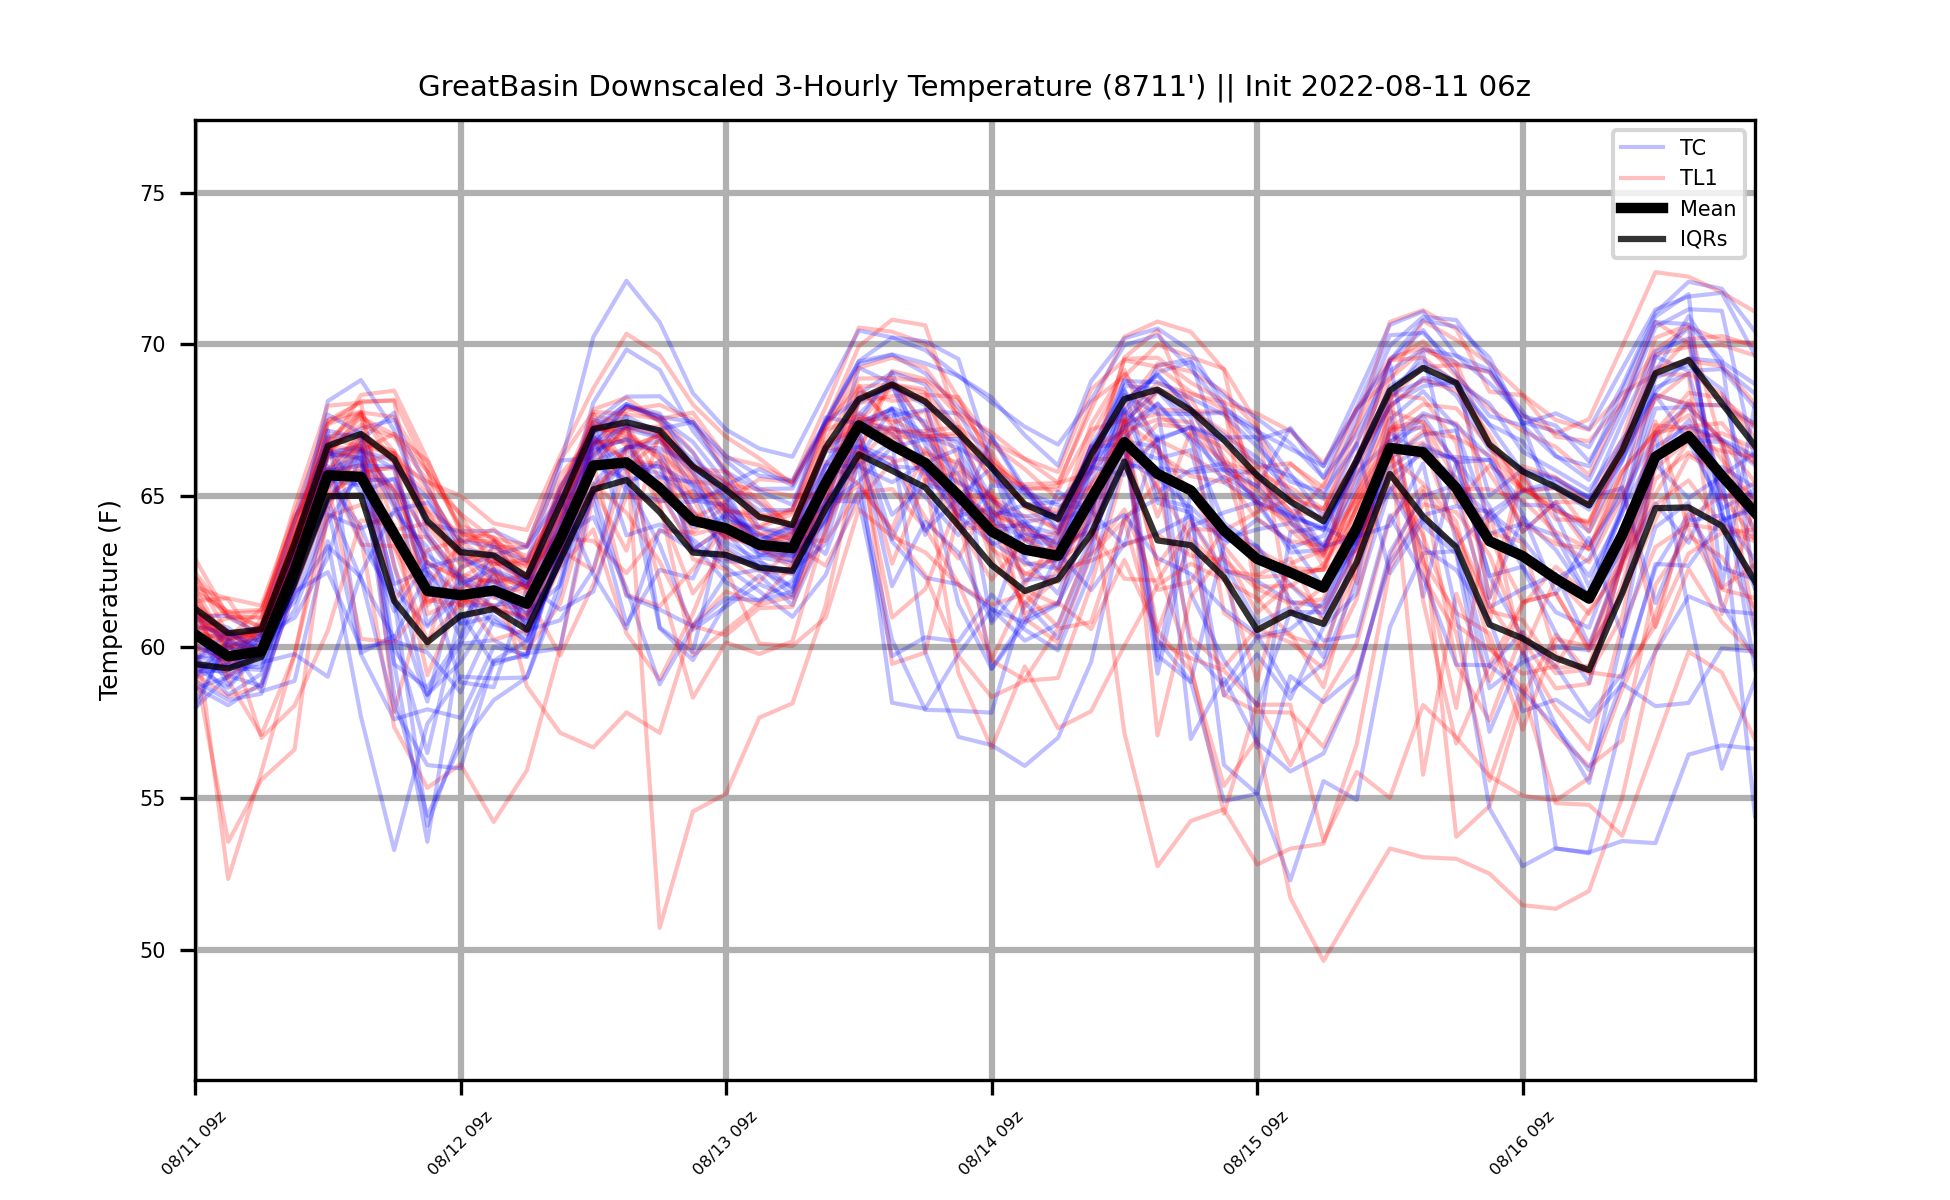 GreatBasin Downscaled 3-Hourly Temperature (8711') || Init 2022-08-11 06z
TC
TL1
Mean
IQRs
Temperature (F)
75
70
65
60
55
50
08/11 09z
08/12 09z
08/13 09z
08/14 09z
08/15 09z
08/16 09z